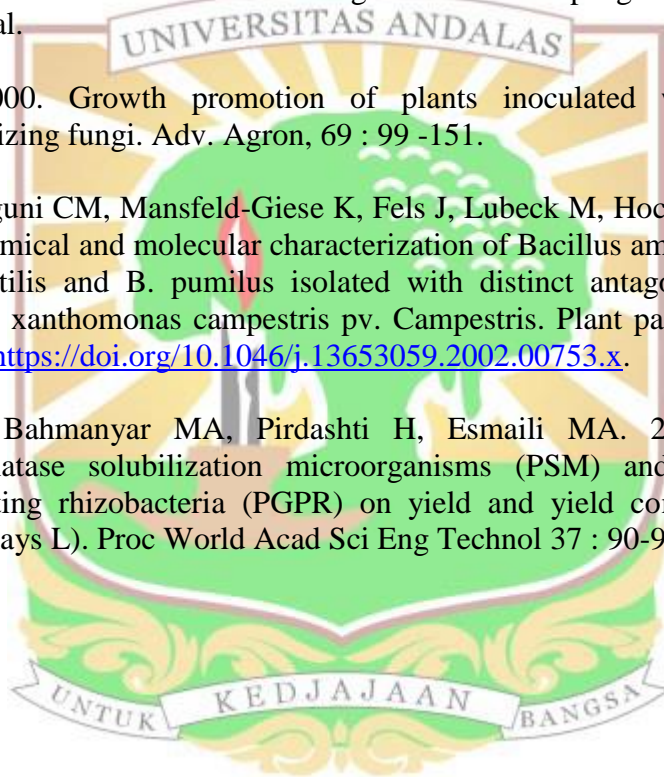 al.
UNIVERSITAS ANDALAS
000. Growth promotion of plants inoculated
izing fungi. Adv. Agron, 69 : 99 -151.
guni CM, Mansfeld-Giese K, Fels J, Lubeck M, Hoc
mical and molecular characterization of Bacillus am
tilis and B. pumilus isolated with distinct antago
xanthomonas campestris pv. Campestris. Plant pa
https://doi.org/10.1046/j.13653059.2002.00753.x.
Bahmanyar MA, Pirdashti H, Esmaili MA. 2
atase solubilization microorganisms (PSM) and
ting rhizobacteria (PGPR) on yield and yield con
ays L). Proc World Acad Sci Eng Technol 37 : 90-9
UNTUK KEDJAJAAN BANGSA